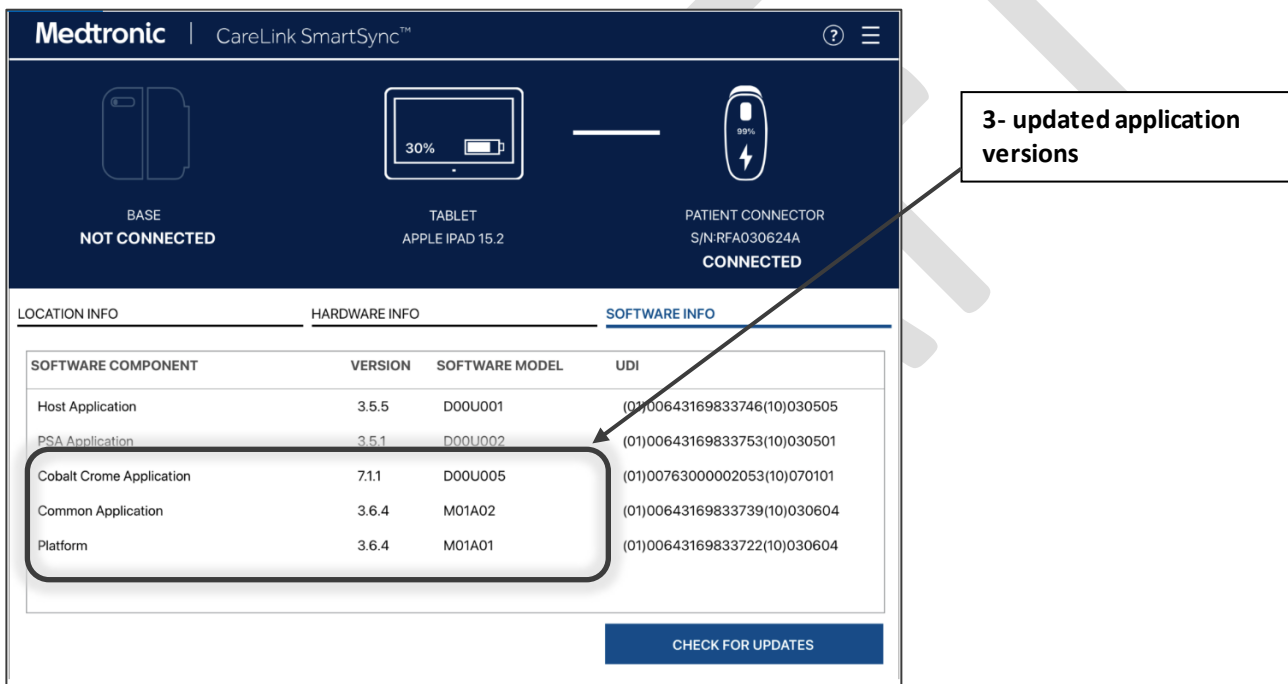 Medtronic | CareLink SmartSync™ ?
30%
99%
BASE
NOT CONNECTED
TABLET
APPLE IPAD 15.2
PATIENT CONNECTOR
S/N:RFA030624A
CONNECTED
3- updated application
versions
LOCATION INFO HARDWARE INFO SOFTWARE INFO
SOFTWARE COMPONENT VERSION SOFTWARE MODEL UDI
Host Application 3.5.5 D00U001 (01)00643169833746(10)030505
PSA Application 3.5.1 D00U002 (01)00643169833753(10)030501
Cobalt Crome Application 7.1.1 D00U005 (01)00763000002053(10)070101
Common Application 3.6.4 M01A02 (01)00643169833739(10)030604
Platform 3.6.4 M01A01 (01)00643169833722(10)030604
CHECK FOR UPDATES